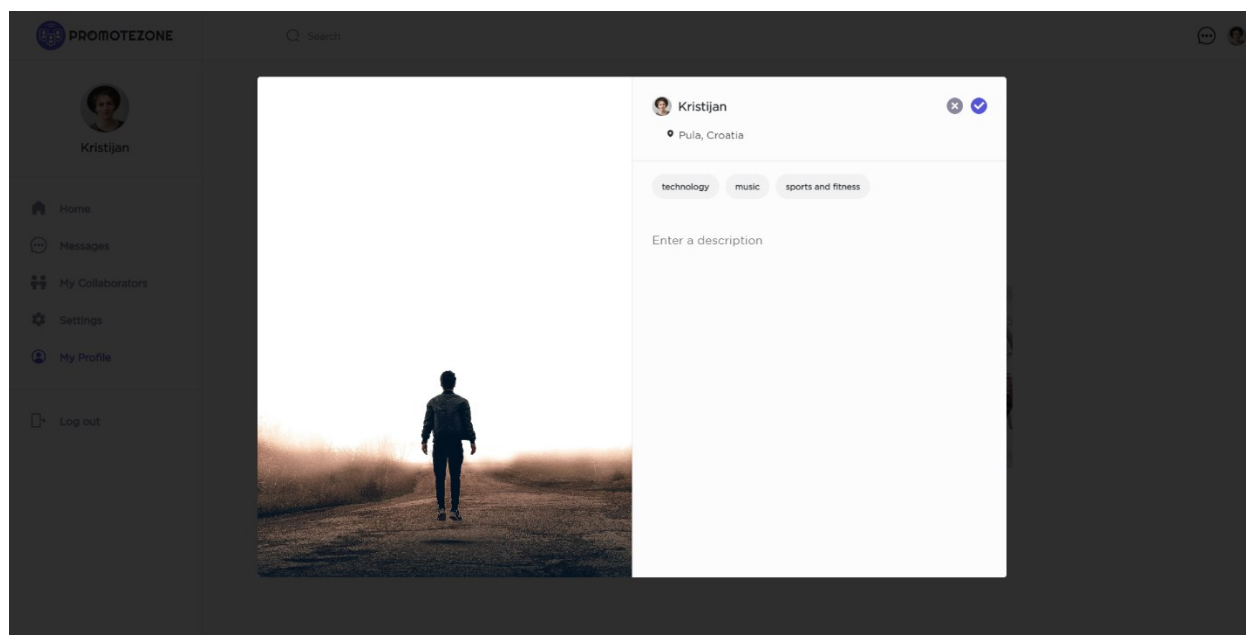 PROMOTEZONE
Search
Kristijan
Home
Messages
My Collaborators
Settings
My Profile
Log out
Kristijan
Pula, Croatia
technology music sports and fitness
Enter a description